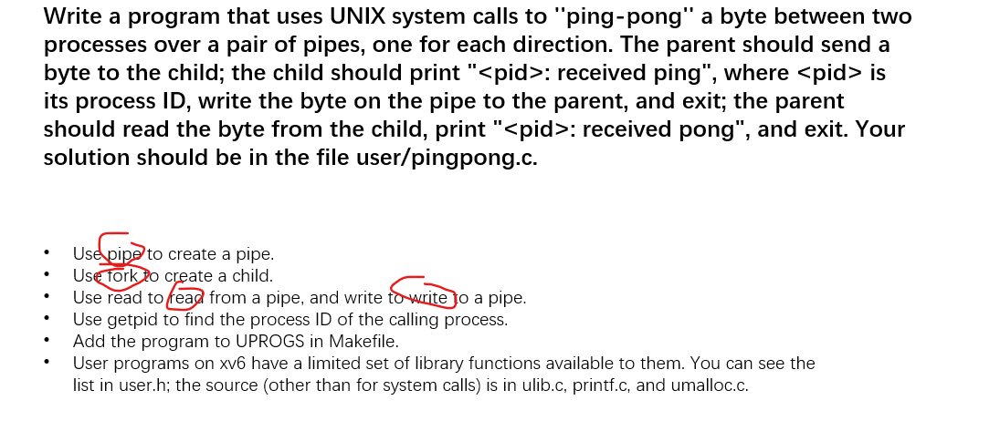 Write a program that uses UNIX system calls to ''ping-pong'' a byte between two
processes over a pair of pipes, one for each direction. The parent should send a
byte to the child; the child should print "<pid>: received ping", where <pid> is
its process ID, write the byte on the pipe to the parent, and exit; the parent
should read the byte from the child, print "<pid>: received pong", and exit. Your
solution should be in the file user/pingpong.c.
• Use pipe to create a pipe.
• Use fork to create a child.
• Use read to read from a pipe, and write to write to a pipe.
• Use getpid to find the process ID of the calling process.
• Add the program to UPROGS in Makefile.
• User programs on xv6 have a limited set of library functions available to them. You can see the
list in user.h; the source (other than for system calls) is in ulib.c, printf.c, and umalloc.c.